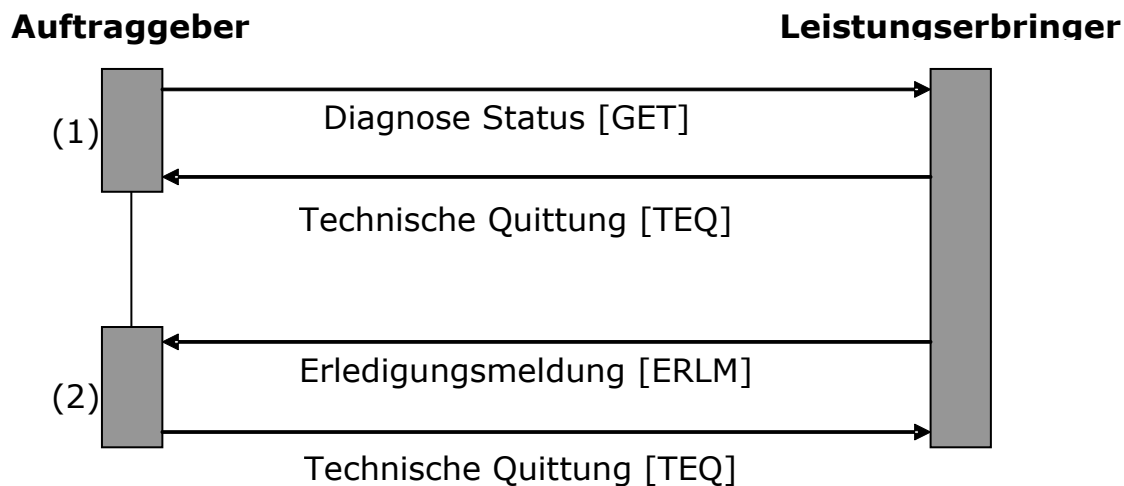 Auftraggeber Leistungserbringer
Diagnose Status [GET]
(1)
Technische Quittung [TEQ]
Erledigungsmeldung [ERLM]
(2)
Technische Quittung [TEQ]